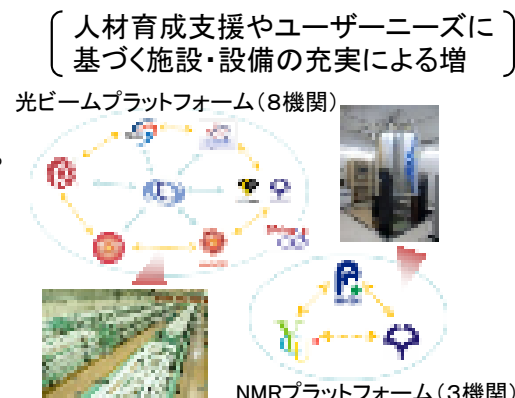 人材育成支援やユーザーニーズに
基づく施設・設備の充実による増
光ビームプラットフォーム(8機関)
NMRプラットフォーム(3機関)